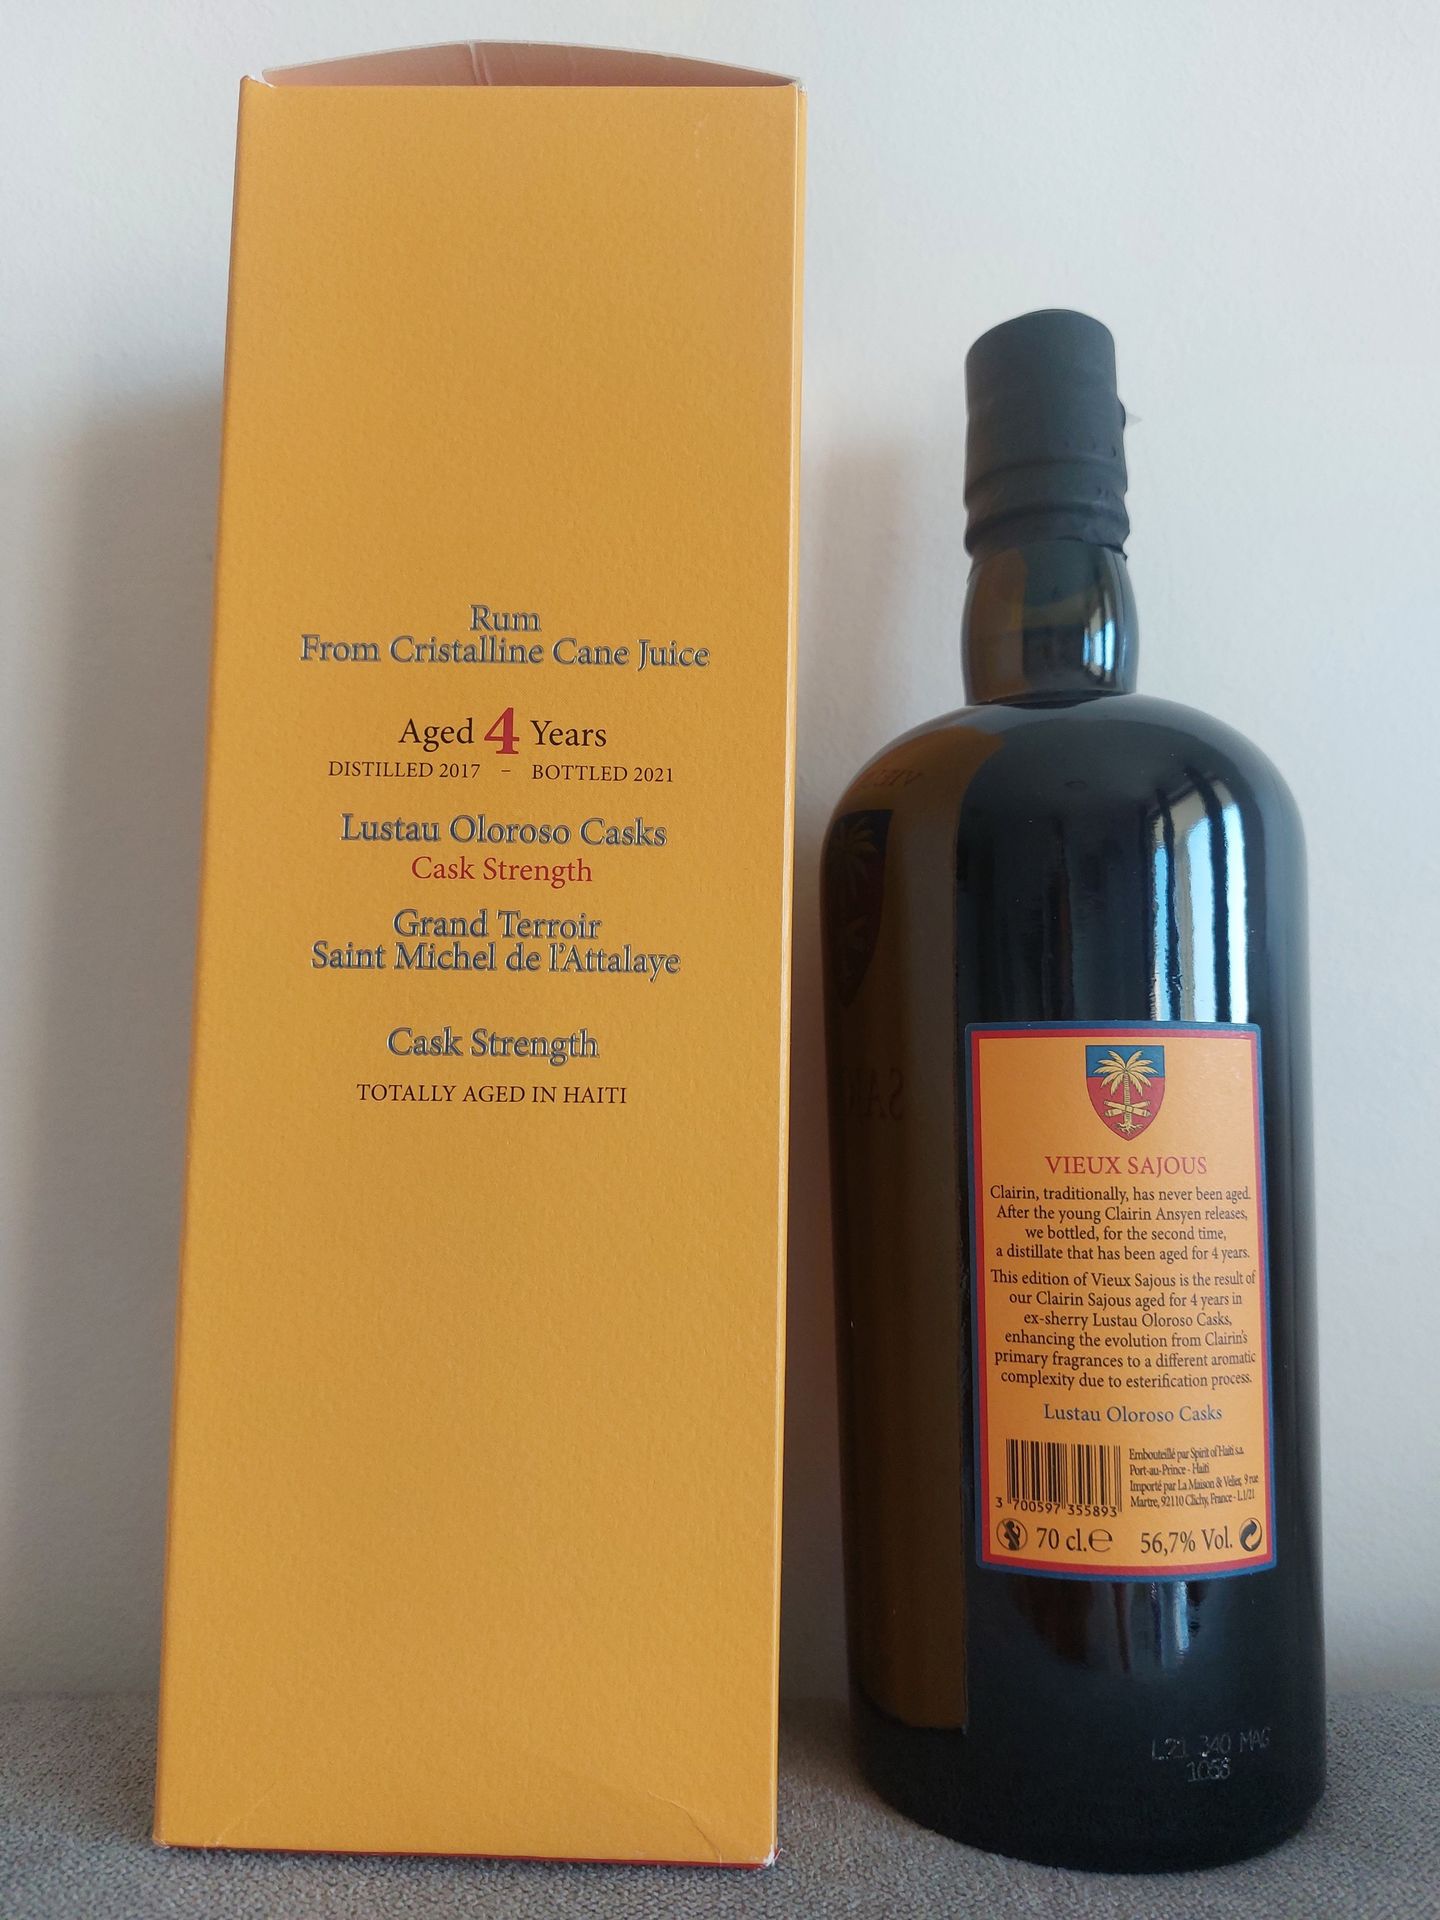 Rum
From Cristalline Cane Juice
Aged 4 Years
DISTILLED 2017 – BOTTLED 2021
Lustau Oloroso Casks
Cask Strength
Grand Terroir
Saint Michel de l'Attalaye
Cask Strength
TOTALLY AGED IN HAITI
VIEUX SAJOUS
Clairin, traditionally, has never been aged.
After the young Clairin Ansyen releases,
we bottled, for the second time,
a distillate that has been aged for 4 years.
This edition of Vieux Sajous is the result of
our Clairin Sajous aged for 4 years in
ex-sherry Lustau Oloroso Casks,
enhancing the evolution from Clairin's
primary fragrances to a different aromatic
complexity due to esterification process.
Lustau Oloroso Casks
Embouteillé par Spirit of Haiti s.a.
Port-au-Prince - Haïti
Importé par La Maison & Velier, 9 rue
Martre, 92110 Clichy, France - L1/21
3 700597 355893
70 cl.e 56,7% Vol.
L21 340 MAG
1058